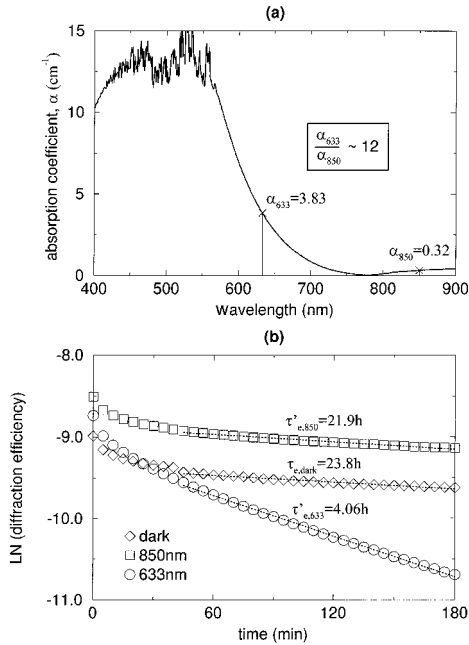 (a)
absorption coefficient, α (cm⁻¹)
15
10
5
0
α₆₃₃
α₈₅₀
~ 12
α₆₃₃=3.83
α₈₅₀=0.32
400 500 600 700 800 900
wavelength (nm)
(b)
LN (diffraction efficiency)
-8.0
-9.0
-10.0
-11.0
τ'e,850=21.9h
τe,dark=23.8h
τ'e,633=4.06h
dark
850nm
633nm
0 60 120 180
time (min)